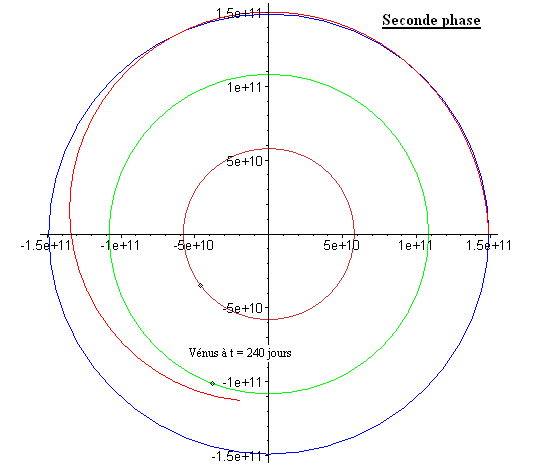 1.5e+11
Seconde phase
1e+11
5e+10
-1.5e+11 -1e+11 -5e+10 5e+10 1e+11 1.5e+11
-5e+10
Vénus à t = 240 jours
-1e+11
-1.5e+11